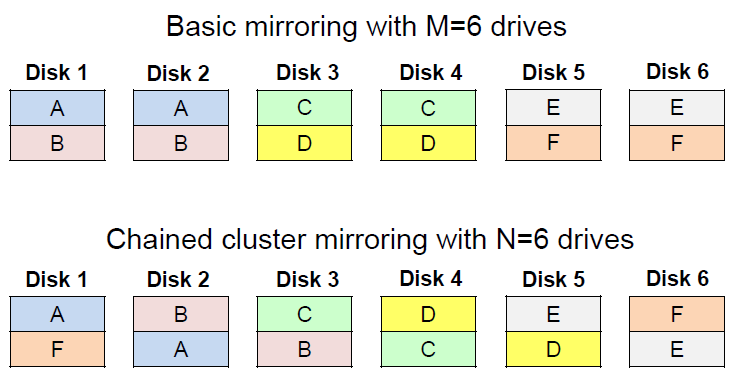 Basic mirroring with M=6 drives
Disk 1 Disk 2 Disk 3 Disk 4 Disk 5 Disk 6
A A C C E E
B B D D F F
Chained cluster mirroring with N=6 drives
Disk 1 Disk 2 Disk 3 Disk 4 Disk 5 Disk 6
A B C D E F
F A B C D E